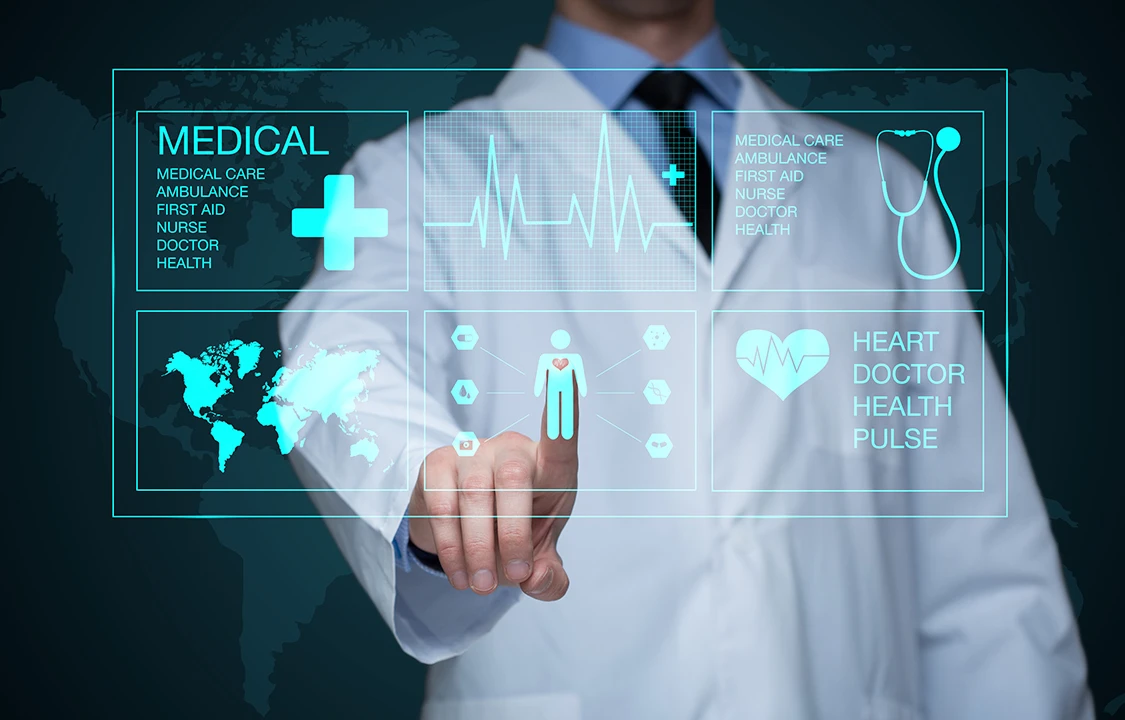 MEDICAL
MEDICAL CARE
AMBULANCE
FIRST AID
NURSE
DOCTOR
HEALTH
MEDICAL CARE
AMBULANCE
FIRST AID
NURSE
DOCTOR
HEALTH
HEART
DOCTOR
HEALTH
PULSE